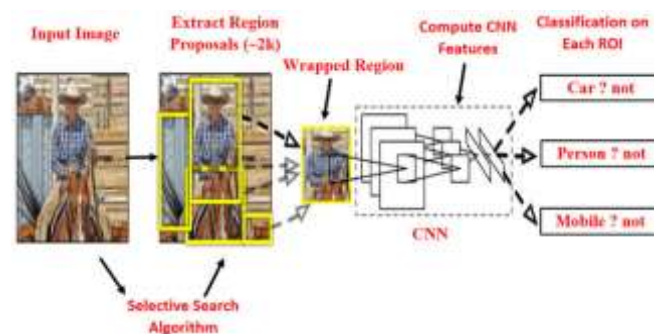 Input Image
Extract Region
Proposals (~2k)
Wrapped Region
Compute CNN
Features
Classification on
Each ROI
Car ? not
Person ? not
Mobile ? not
CNN
Selective Search
Algorithm